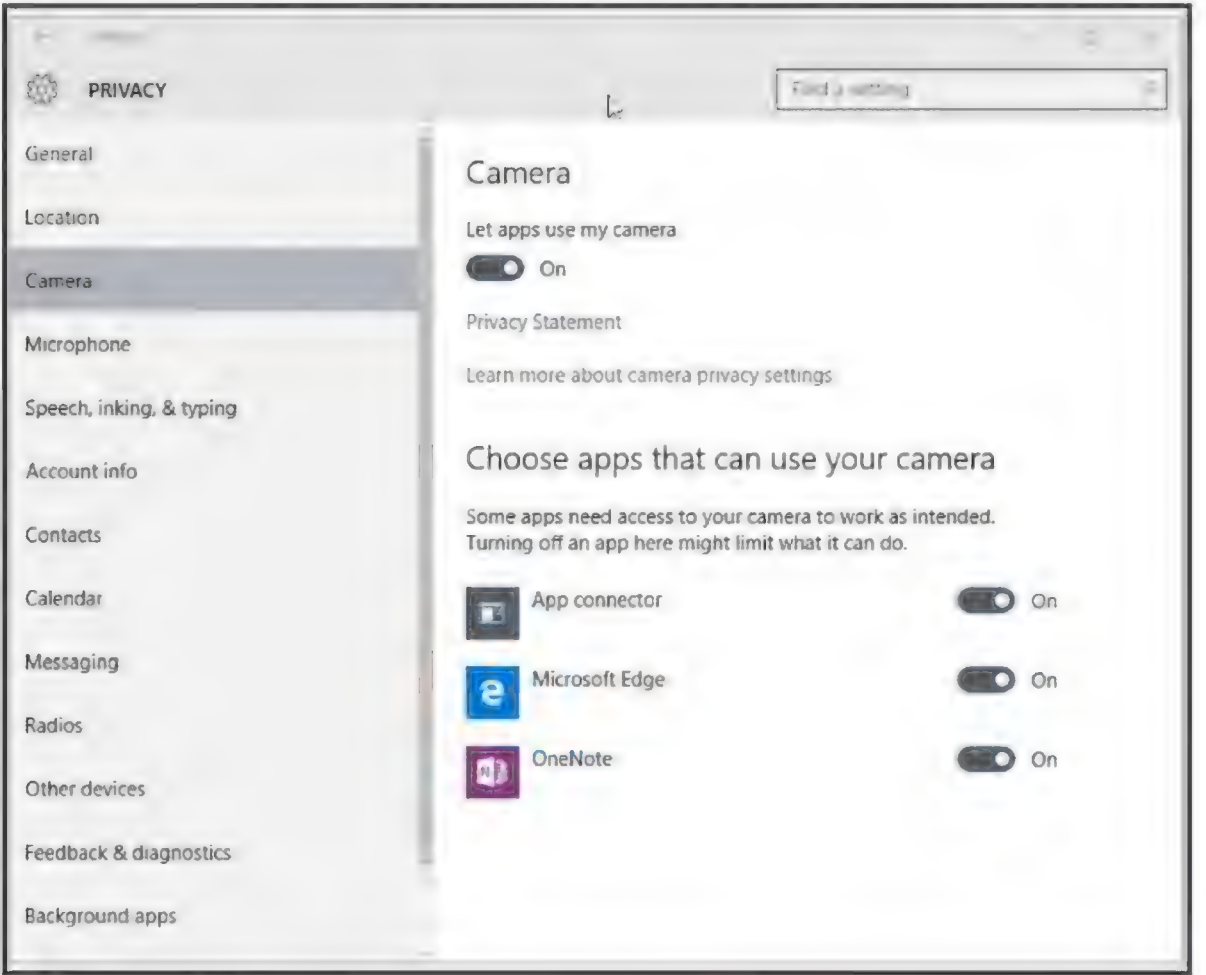 PRIVACY
Find a setting
General
Location
Camera
Microphone
Speech, inking, & typing
Account info
Contacts
Calendar
Messaging
Radios
Other devices
Feedback & diagnostics
Background apps
Camera
Let apps use my camera
On
Privacy Statement
Learn more about camera privacy settings
Choose apps that can use your camera
Some apps need access to your camera to work as intended.
Turning off an app here might limit what it can do.
App connector On
Microsoft Edge On
OneNote On